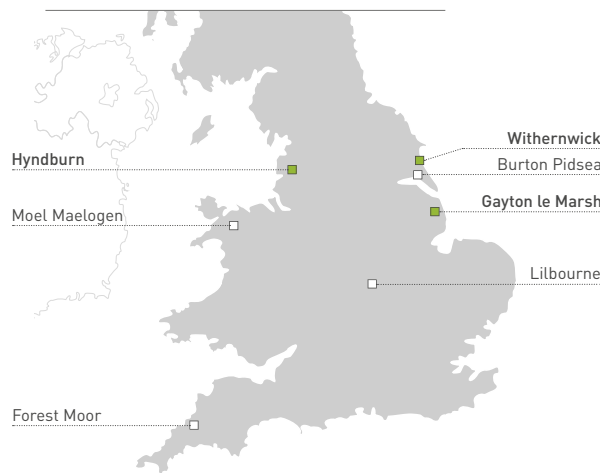 Withernwick
Hyndburn
Burton Pidsea
Gayton le Marsh
Moel Maelogen
Lilbourne
Forest Moor